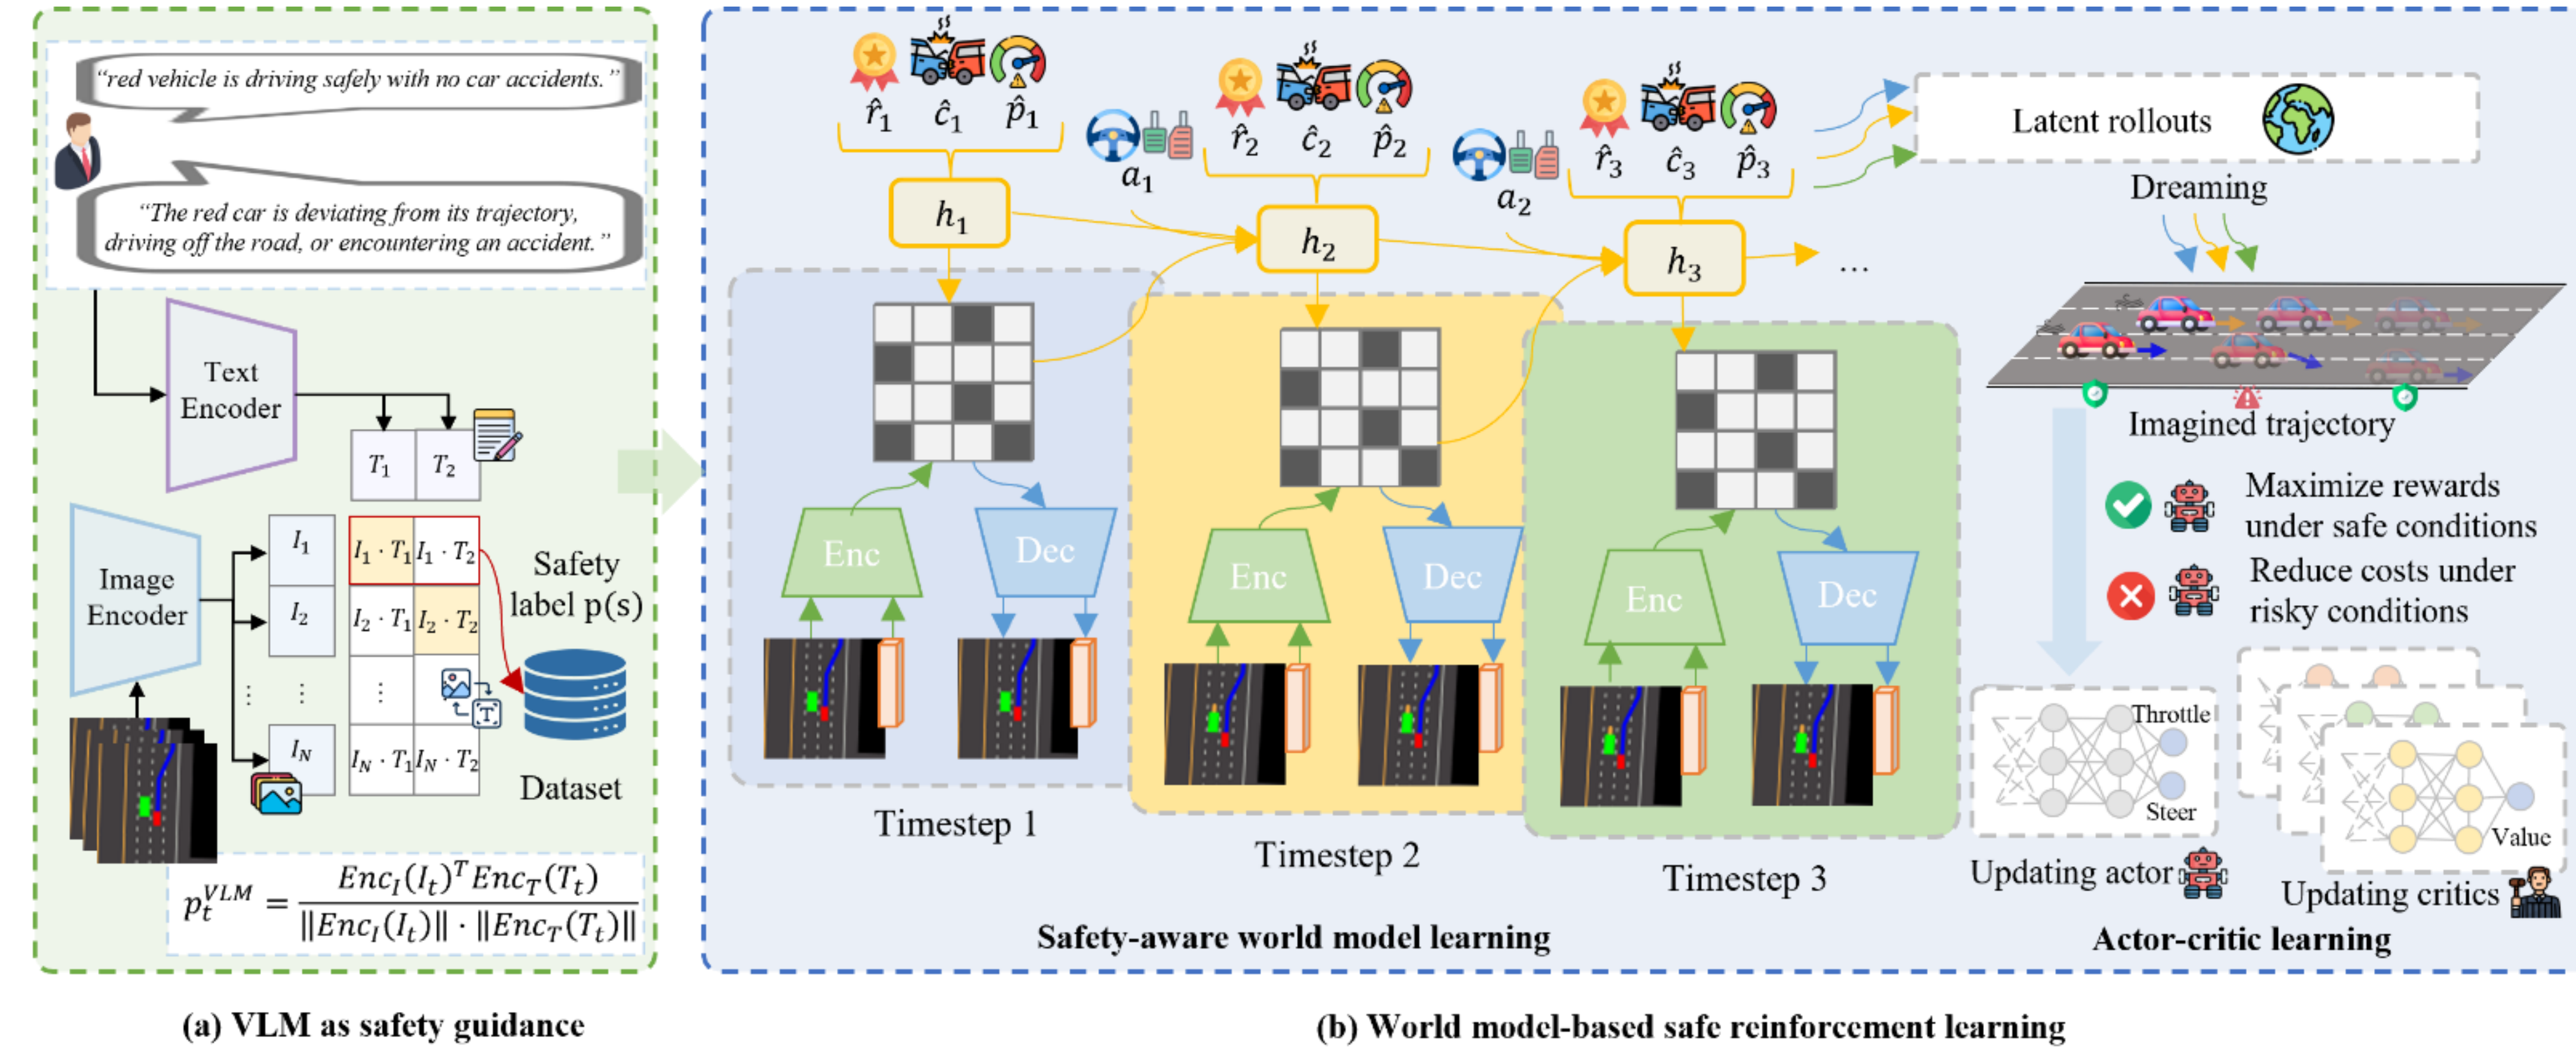 “red vehicle is driving safely with no car accidents.”
“The red car is deviating from its trajectory,
driving off the road, or encountering an accident.”
Text
Encoder
T₁ T₂
Image
Encoder
I₁
I₂
⋮ ⋮ ⋮
I_N
I₁ · T₁ I₁ · T₂
I₂ · T₁ I₂ · T₂
I_N · T₁ I_N · T₂
T
Safety
label p(s)
Dataset
p_t^{VLM} = Enc_I(I_t)^T Enc_T(T_t) / ‖Enc_I(I_t)‖ · ‖Enc_T(T_t)‖
(a) VLM as safety guidance
r̂₁ ĉ₁ p̂₁
h₁
a₁
r̂₂ ĉ₂ p̂₂
h₂
a₂
r̂₃ ĉ₃ p̂₃
h₃
...
Enc Dec
Timestep 1
Enc Dec
Timestep 2
Enc Dec
Timestep 3
Safety-aware world model learning
Latent rollouts
Dreaming
Imagined trajectory
Maximize rewards
under safe conditions
Reduce costs under
risky conditions
Throttle
Steer
Updating actor
Value
Updating critics
Actor-critic learning
(b) World model-based safe reinforcement learning